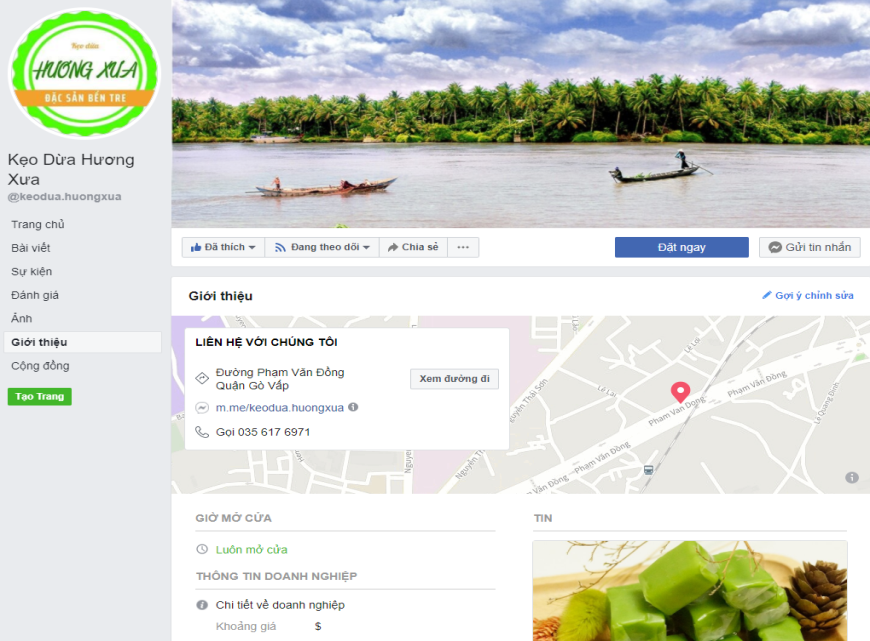 Kẹo dừa
HƯƠNG XƯA
ĐẶC SẢN BẾN TRE
Kẹo Dừa Hương
Xưa
@keodua.huongxua
Trang chủ
Bài viết
Sự kiện
Đánh giá
Ảnh
Giới thiệu
Cộng đồng
Tạo Trang
Đã thích
Đang theo dõi
Chia sẻ
Đặt ngay
Gửi tin nhắn
Giới thiệu
Gợi ý chỉnh sửa
LIÊN HỆ VỚI CHÚNG TÔI
Đường Phạm Văn Đồng
Quận Gò Vấp
Xem đường đi
m.me/keodua.huongxua
Gọi 035 617 6971
Lê Lợi
Lê Lai
Phạm Văn Đồng
Pham Van Dong
Lê Quang Định
Phạm Văn Đồng
Văn Đồng
GIỜ MỞ CỬA
Luôn mở cửa
THÔNG TIN DOANH NGHIỆP
Chi tiết về doanh nghiệp
Khoảng giá $
TIN